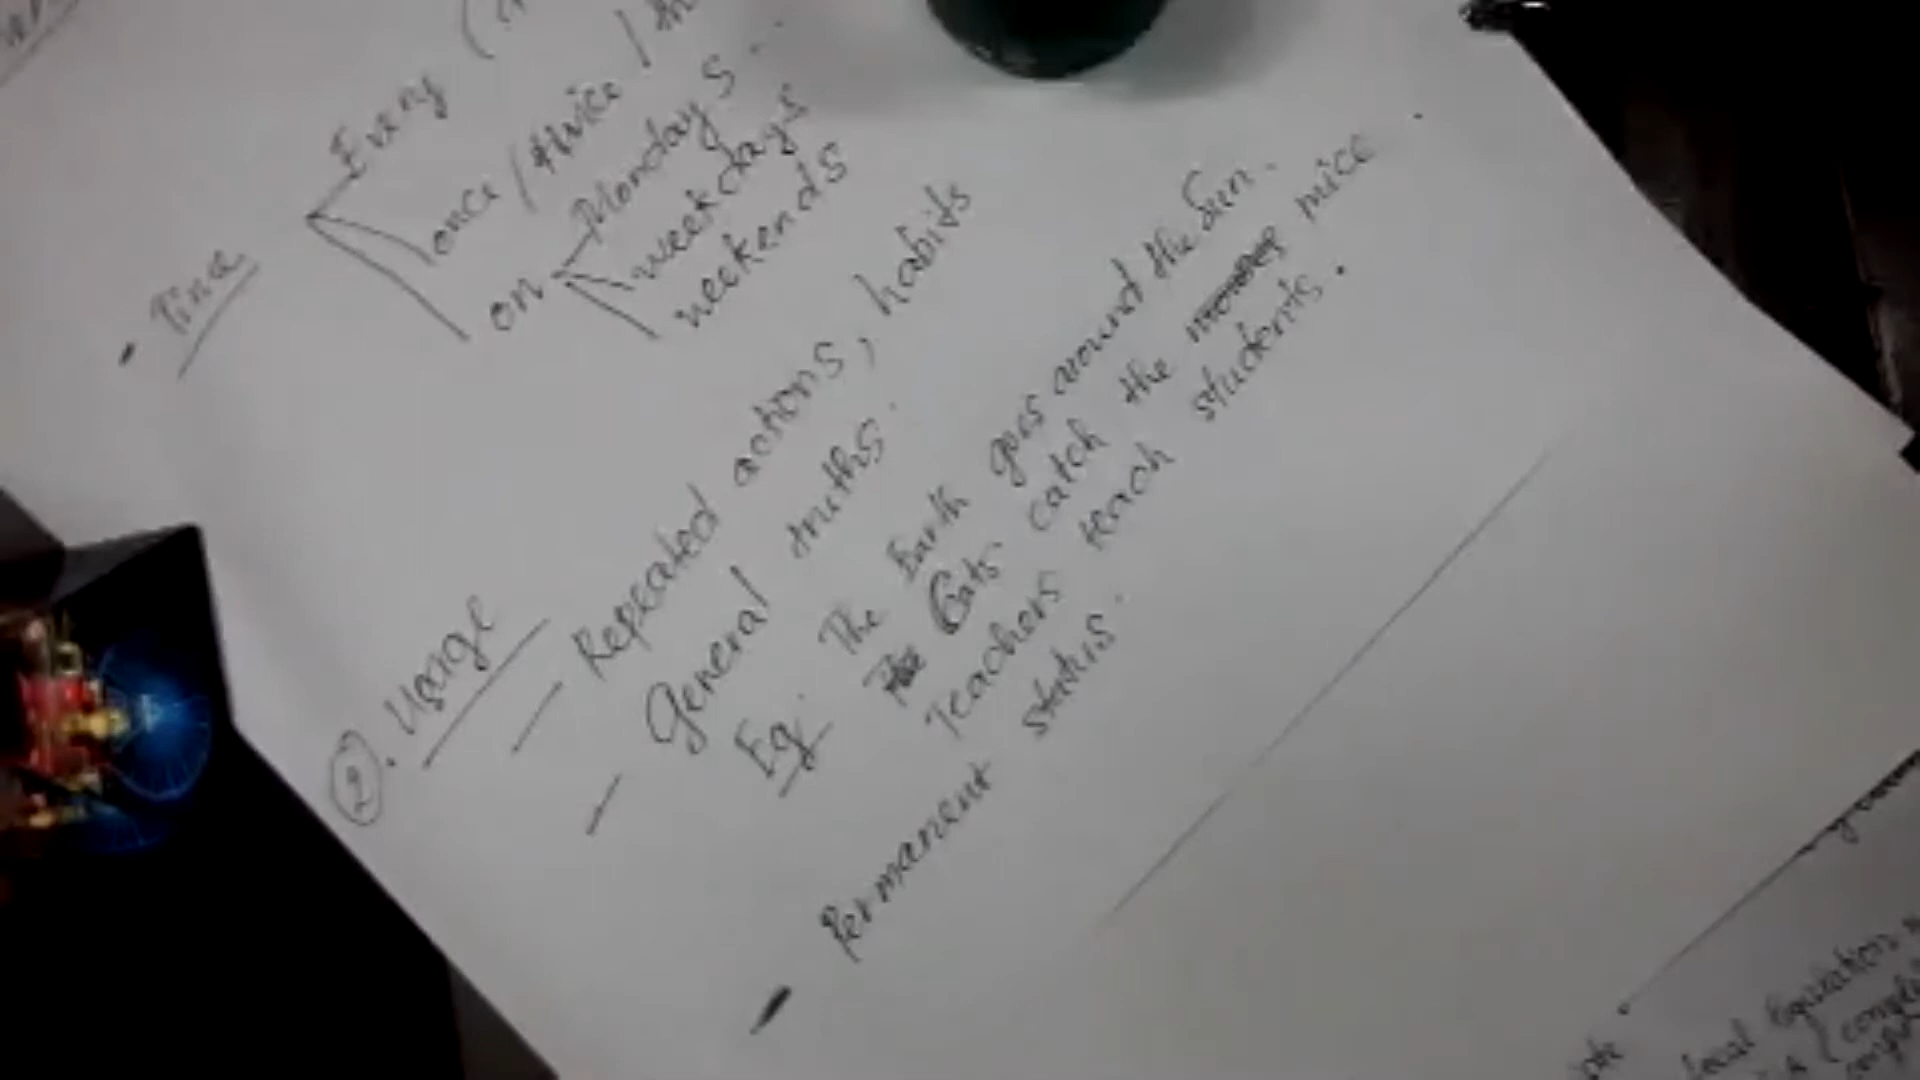 • Time
Every
once / twice /
on Mondays...
weekdays
weekends
②. Usage
— Repeated actions, habits
— General truths.
Eg: The Earth goes around the Sun.
Cats catch the mice.
Teachers teach students.
— Permanent status.